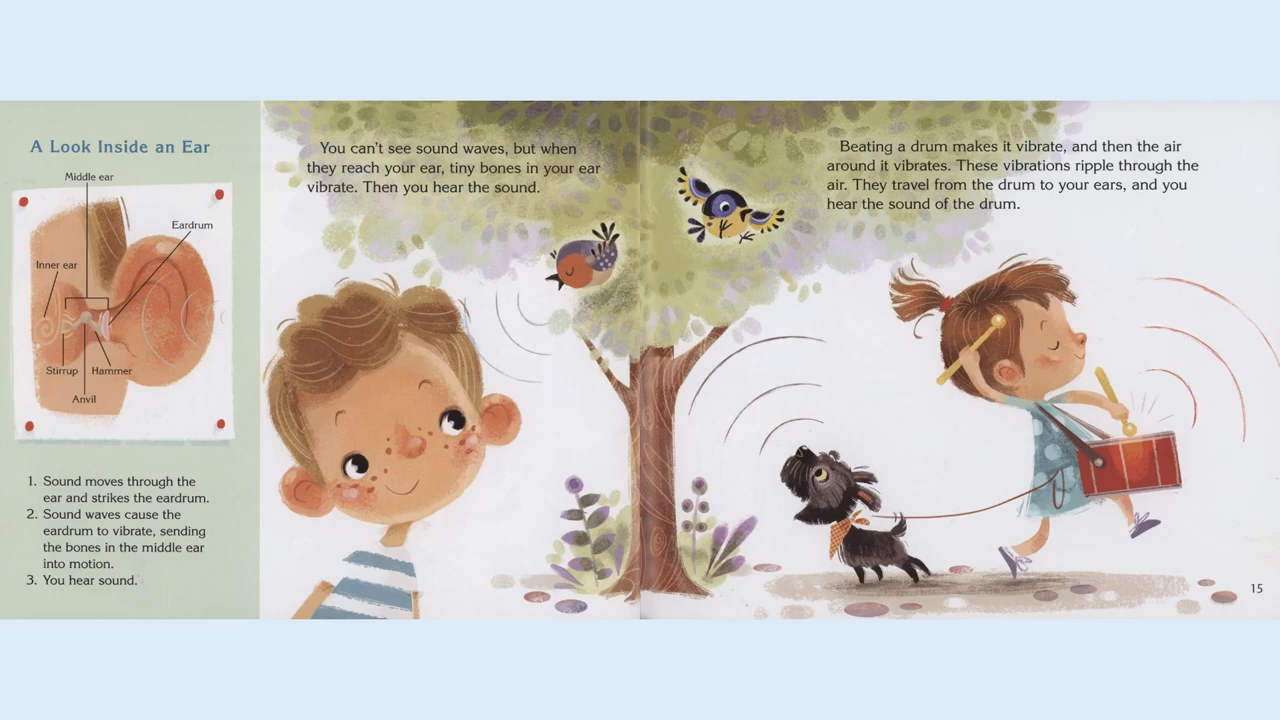 A Look Inside an Ear
Middle ear
Eardrum
Inner ear
Stirrup
Hammer
Anvil
1. Sound moves through the
ear and strikes the eardrum.
2. Sound waves cause the
eardrum to vibrate, sending
the bones in the middle ear
into motion.
3. You hear sound.
You can't see sound waves, but when
they reach your ear, tiny bones in your ear
vibrate. Then you hear the sound.
Beating a drum makes it vibrate, and then the air
around it vibrates. These vibrations ripple through the
air. They travel from the drum to your ears, and you
hear the sound of the drum.
15